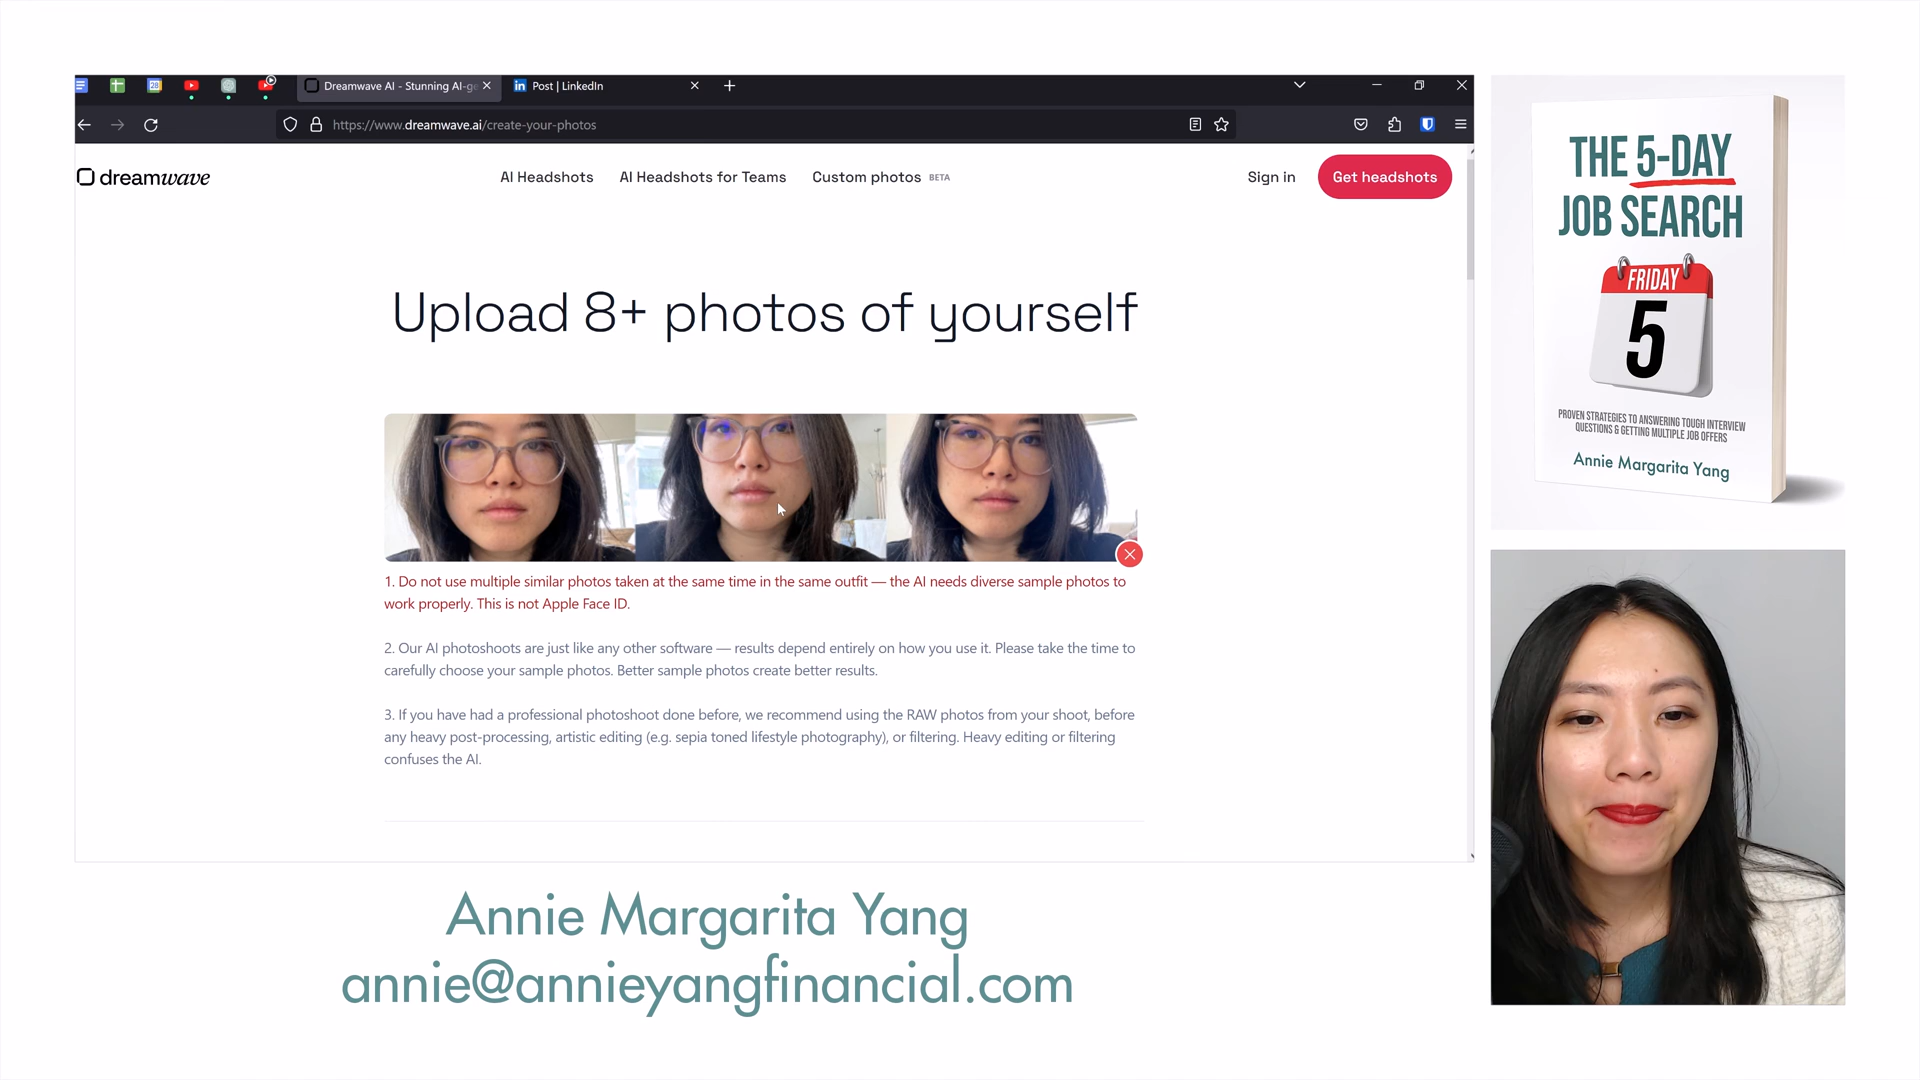 Dreamwave AI - Stunning AI-ge
Post | LinkedIn
https://www.dreamwave.ai/create-your-photos
dreamwave
AI Headshots
AI Headshots for Teams
Custom photos BETA
Sign in
Get headshots
Upload 8+ photos of yourself
1. Do not use multiple similar photos taken at the same time in the same outfit — the AI needs diverse sample photos to
work properly. This is not Apple Face ID.
2. Our AI photoshoots are just like any other software — results depend entirely on how you use it. Please take the time to
carefully choose your sample photos. Better sample photos create better results.
3. If you have had a professional photoshoot done before, we recommend using the RAW photos from your shoot, before
any heavy post-processing, artistic editing (e.g. sepia toned lifestyle photography), or filtering. Heavy editing or filtering
confuses the AI.
THE 5-DAY
JOB SEARCH
FRIDAY
5
PROVEN STRATEGIES TO ANSWERING TOUGH INTERVIEW
QUESTIONS & GETTING MULTIPLE JOB OFFERS
Annie Margarita Yang
Annie Margarita Yang
annie@annieyangfinancial.com